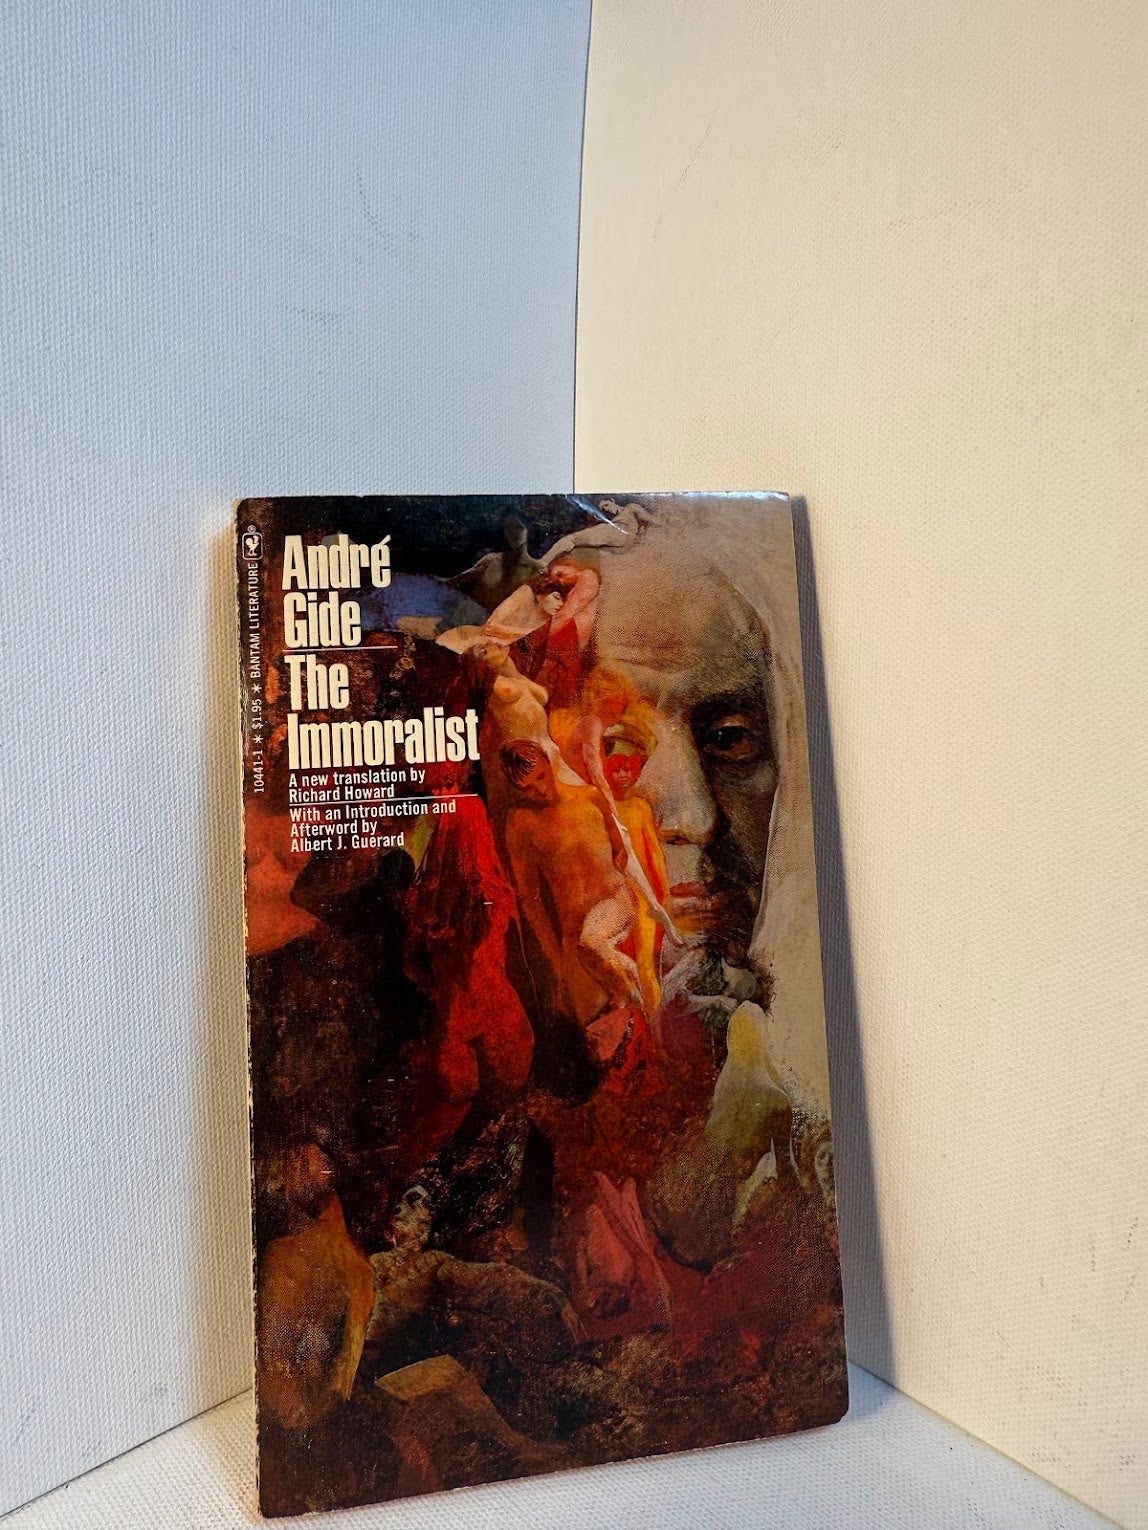 André
Gide
The
Immoralist
A new translation by
Richard Howard
With an Introduction and
Afterword by
Albert J. Guerard
10441-1 * $1.95 * BANTAM LITERATURE